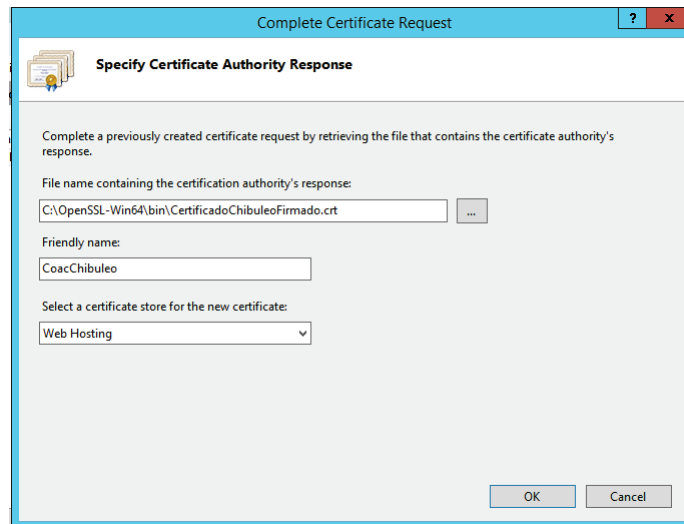 Complete Certificate Request
?
x
Specify Certificate Authority Response
Complete a previously created certificate request by retrieving the file that contains the certificate authority's
response.
File name containing the certification authority's response:
C:\OpenSSL-Win64\bin\CertificadoChibuleoFirmado.crt
...
Friendly name:
CoacChibuleo
Select a certificate store for the new certificate:
Web Hosting
OK
Cancel